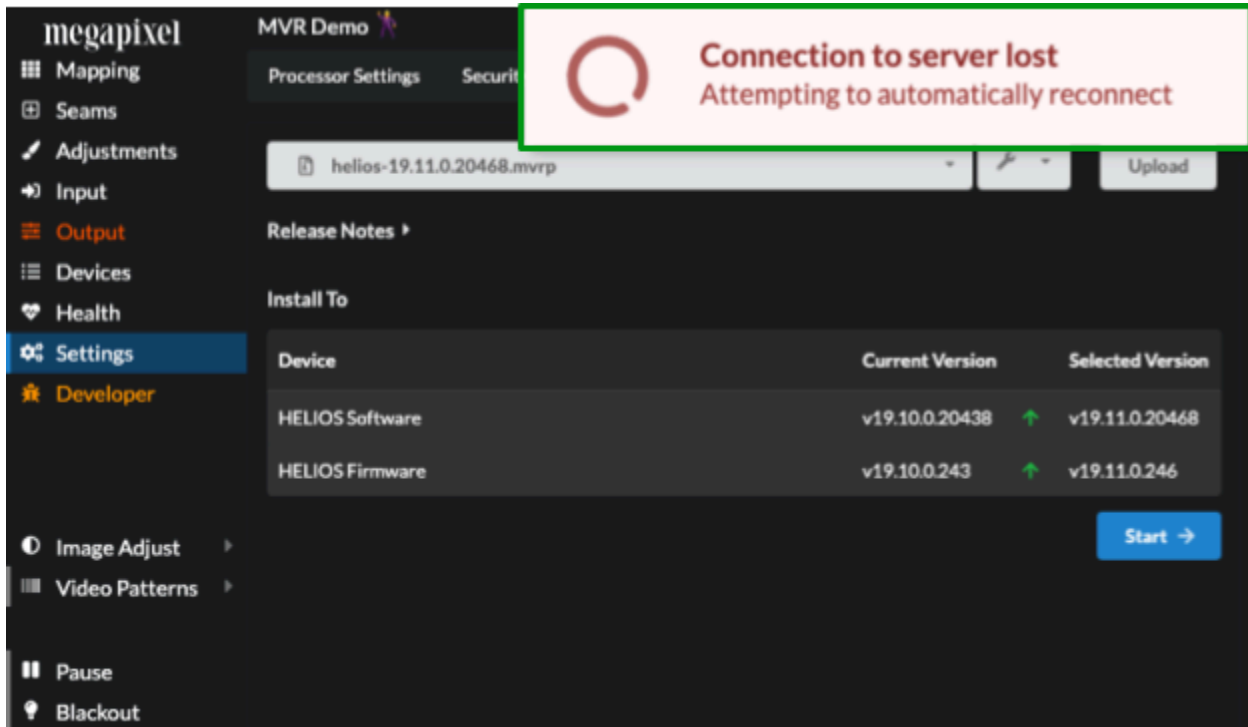 megapixel
MVR Demo
Connection to server lost
Attempting to automatically reconnect
Mapping
Seams
Adjustments
Input
Output
Devices
Health
Settings
Developer
Image Adjust
Video Patterns
Pause
Blackout
Processor Settings
helios-19.11.0.20468.mvrp
Upload
Release Notes
Install To
Device Current Version Selected Version
HELIOS Software v19.10.0.20438 v19.11.0.20468
HELIOS Firmware v19.10.0.243 v19.11.0.246
Start →